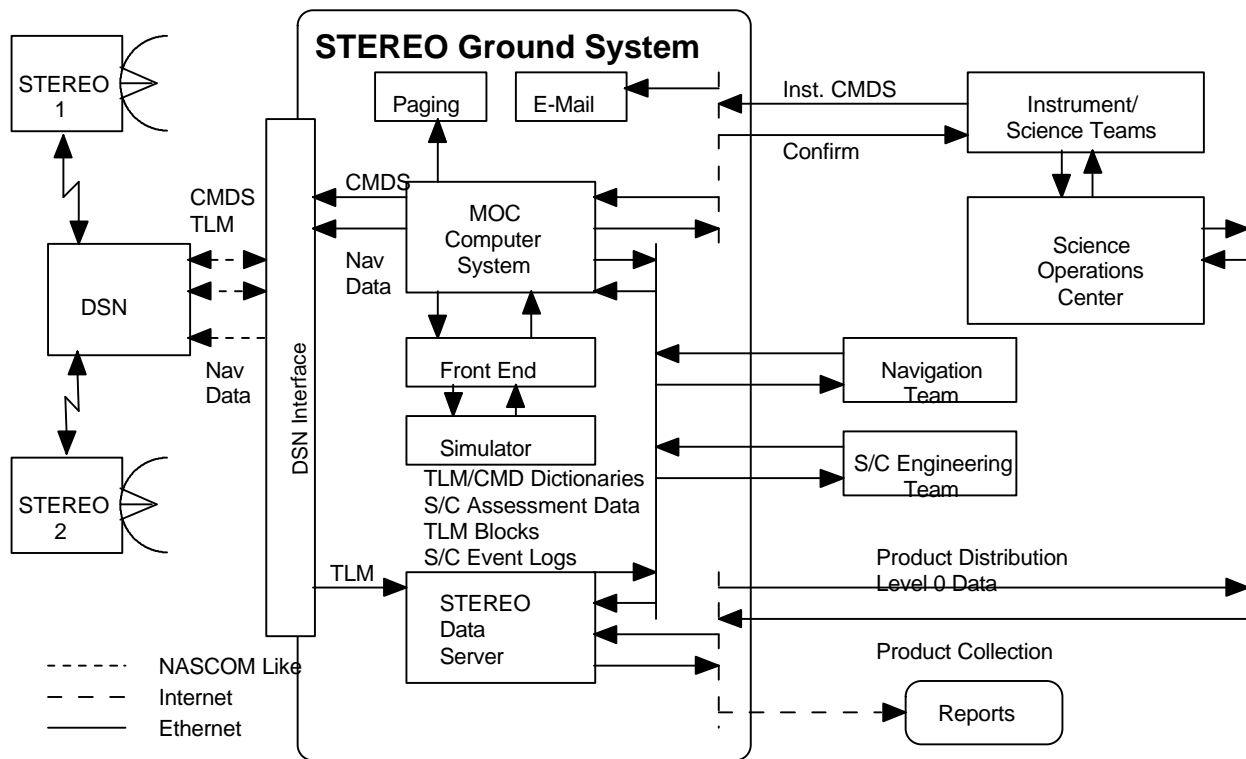 STEREO Ground System
STEREO
1
Paging
E-Mail
Inst. CMDS
Instrument/
Science Teams
Confirm
CMDS
TLM
CMDS
MOC
Computer
System
Science
Operations
Center
DSN
Nav
Data
Nav
Data
DSN Interface
Front End
Navigation
Team
Simulator
S/C Engineering
Team
STEREO
2
TLM/CMD Dictionaries
S/C Assessment Data
TLM Blocks
S/C Event Logs
TLM
STEREO
Data
Server
Product Distribution
Level 0 Data
Product Collection
NASCOM Like
Internet
Ethernet
Reports